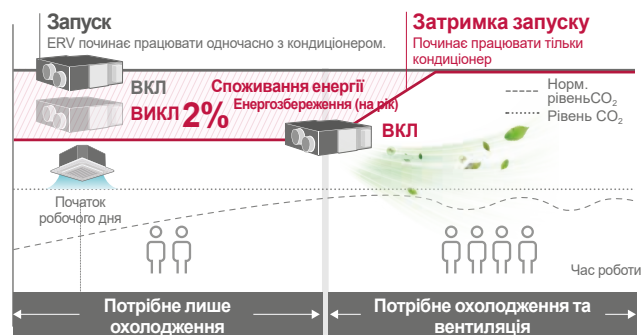 Запуск
ERV починає працювати одночасно з кондиціонером.
Затримка запуску
Починає працювати тільки
кондиціонер
ВКЛ
ВИКЛ 2%
Споживання енергії
Енергозбереження (на рік)
ВКЛ
Норм.
рівеньCO₂
Рівень CO₂
Початок
робочого дня
Час роботи
Потрібне лише
охолодження
Потрібне охолодження та
вентиляція